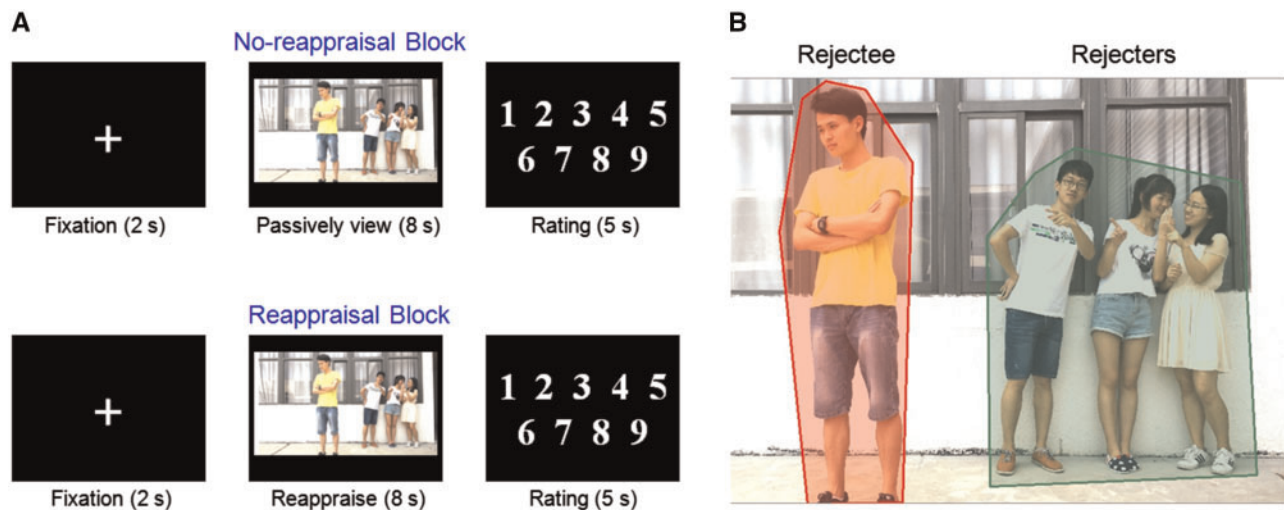 A
No-reappraisal Block
1 2 3 4 5
6 7 8 9
Fixation (2 s)
Passively view (8 s)
Rating (5 s)
Reappraisal Block
1 2 3 4 5
6 7 8 9
Fixation (2 s)
Reappraise (8 s)
Rating (5 s)
B
Rejectee
Rejecters